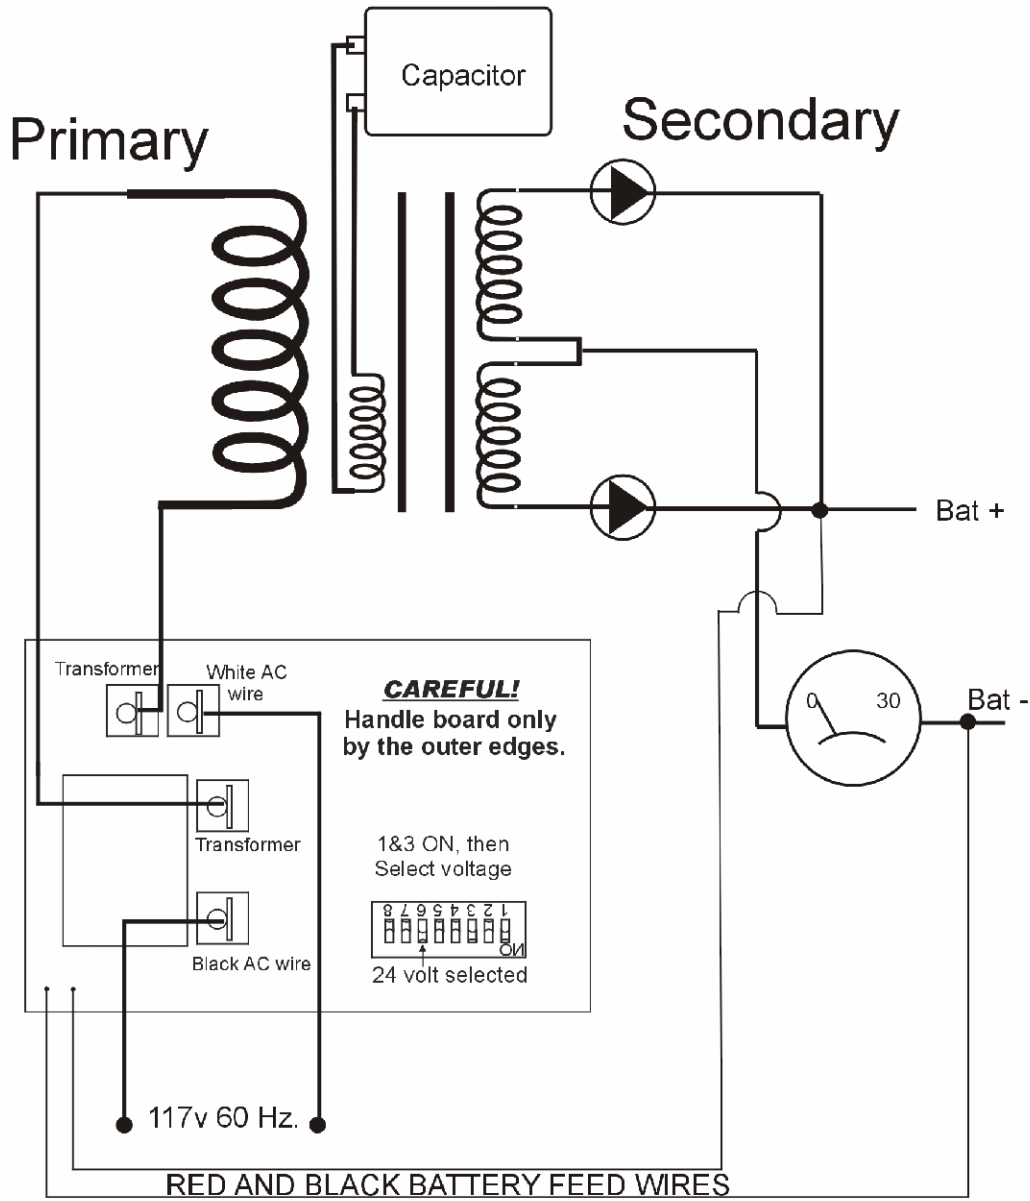 Capacitor
Primary
Secondary
Bat +
Transformer
White AC
wire
CAREFUL!
Handle board only
by the outer edges.
0 30
Bat -
Transformer
1&3 ON, then
Select voltage
8 7 6 5 4 3 2 1
ON
Black AC wire
24 volt selected
117v 60 Hz.
RED AND BLACK BATTERY FEED WIRES